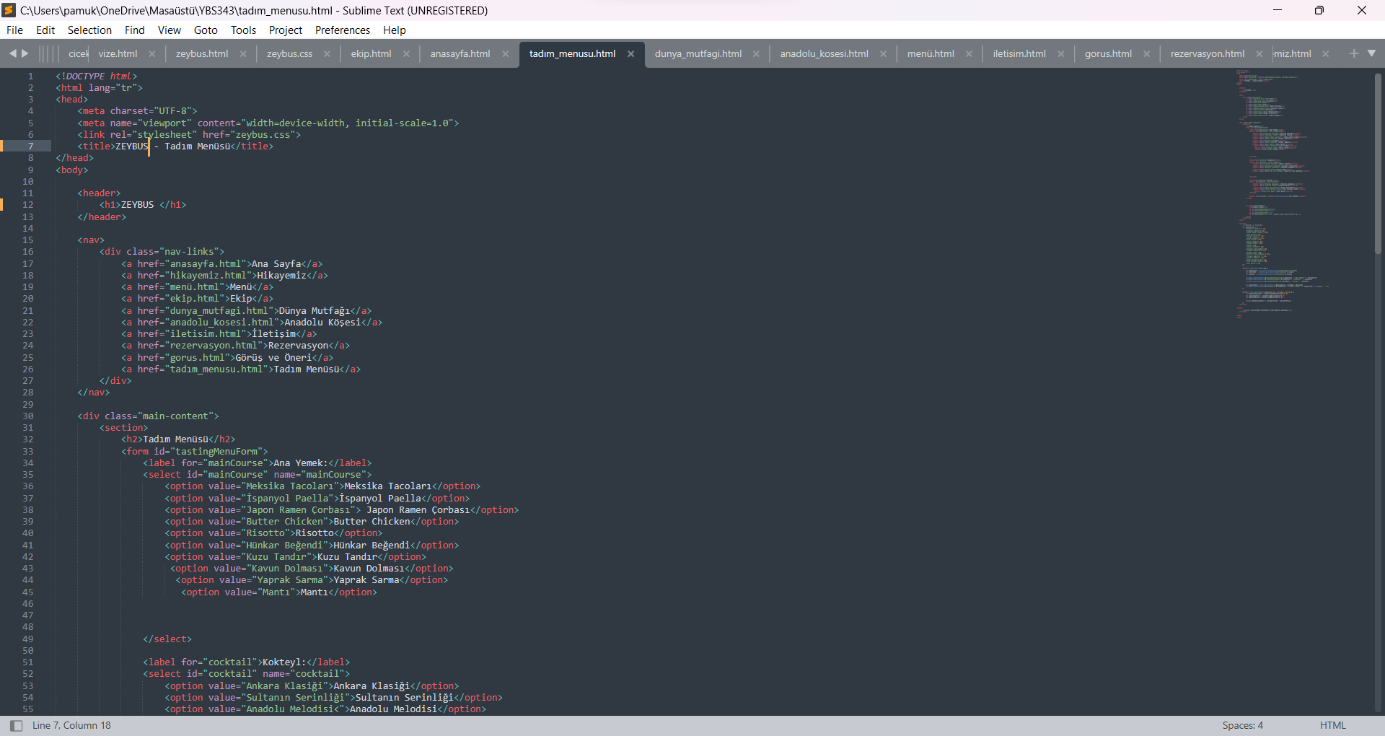 C:\Users\pamuk\OneDrive\Masaüstü\YBS343\tadım_menusu.html - Sublime Text (UNREGISTERED)
File Edit Selection Find View Goto Tools Project Preferences Help
cicek vize.html zeybus.html zeybus.css ekip.html anasayfa.html tadım_menusu.html dunya_mutfagi.html anadolu_kosesi.html menü.html iletisim.html gorus.html rezervasyon.html miz.html
1 <!DOCTYPE html>
2 <html lang="tr">
3 <head>
4 <meta charset="UTF-8">
5 <meta name="viewport" content="width=device-width, initial-scale=1.0">
6 <link rel="stylesheet" href="zeybus.css">
7 <title>ZEYBUS - Tadım Menüsü</title>
8 </head>
9 <body>
10
11 <header>
12 <h1>ZEYBUS </h1>
13 </header>
14
15 <nav>
16 <div class="nav-links">
17 <a href="anasayfa.html">Ana Sayfa</a>
18 <a href="hikayemiz.html">Hikayemiz</a>
19 <a href="menü.html">Menü</a>
20 <a href="ekip.html">Ekip</a>
21 <a href="dunya_mutfagi.html">Dünya Mutfağı</a>
22 <a href="anadolu_kosesi.html">Anadolu Köşesi</a>
23 <a href="iletisim.html">İletişim</a>
24 <a href="rezervasyon.html">Rezervasyon</a>
25 <a href="gorus.html">Görüş ve Öneri</a>
26 <a href="tadım_menusu.html">Tadım Menüsü</a>
27 </div>
28 </nav>
29
30 <div class="main-content">
31 <section>
32 <h2>Tadım Menüsü</h2>
33 <form id="tastingMenuForm">
34 <label for="mainCourse">Ana Yemek:</label>
35 <select id="mainCourse" name="mainCourse">
36 <option value="Meksika Tacoları">Meksika Tacoları</option>
37 <option value="İspanyol Paella">İspanyol Paella</option>
38 <option value="Japon Ramen Çorbası"> Japon Ramen Çorbası</option>
39 <option value="Butter Chicken">Butter Chicken</option>
40 <option value="Risotto">Risotto</option>
41 <option value="Hünkar Beğendi">Hünkar Beğendi</option>
42 <option value="Kuzu Tandır">Kuzu Tandır</option>
43 <option value="Kavun Dolması">Kavun Dolması</option>
44 <option value="Yaprak Sarma">Yaprak Sarma</option>
45 <option value="Mantı">Mantı</option>
46
47
48
49 </select>
50
51 <label for="cocktail">Kokteyl:</label>
52 <select id="cocktail" name="cocktail">
53 <option value="Ankara Klasiği">Ankara Klasiği</option>
54 <option value="Sultanın Serinliği">Sultanın Serinliği</option>
55 <option value="Anadolu Melodisi<">Anadolu Melodisi</option>
Line 7, Column 18 Spaces: 4 HTML